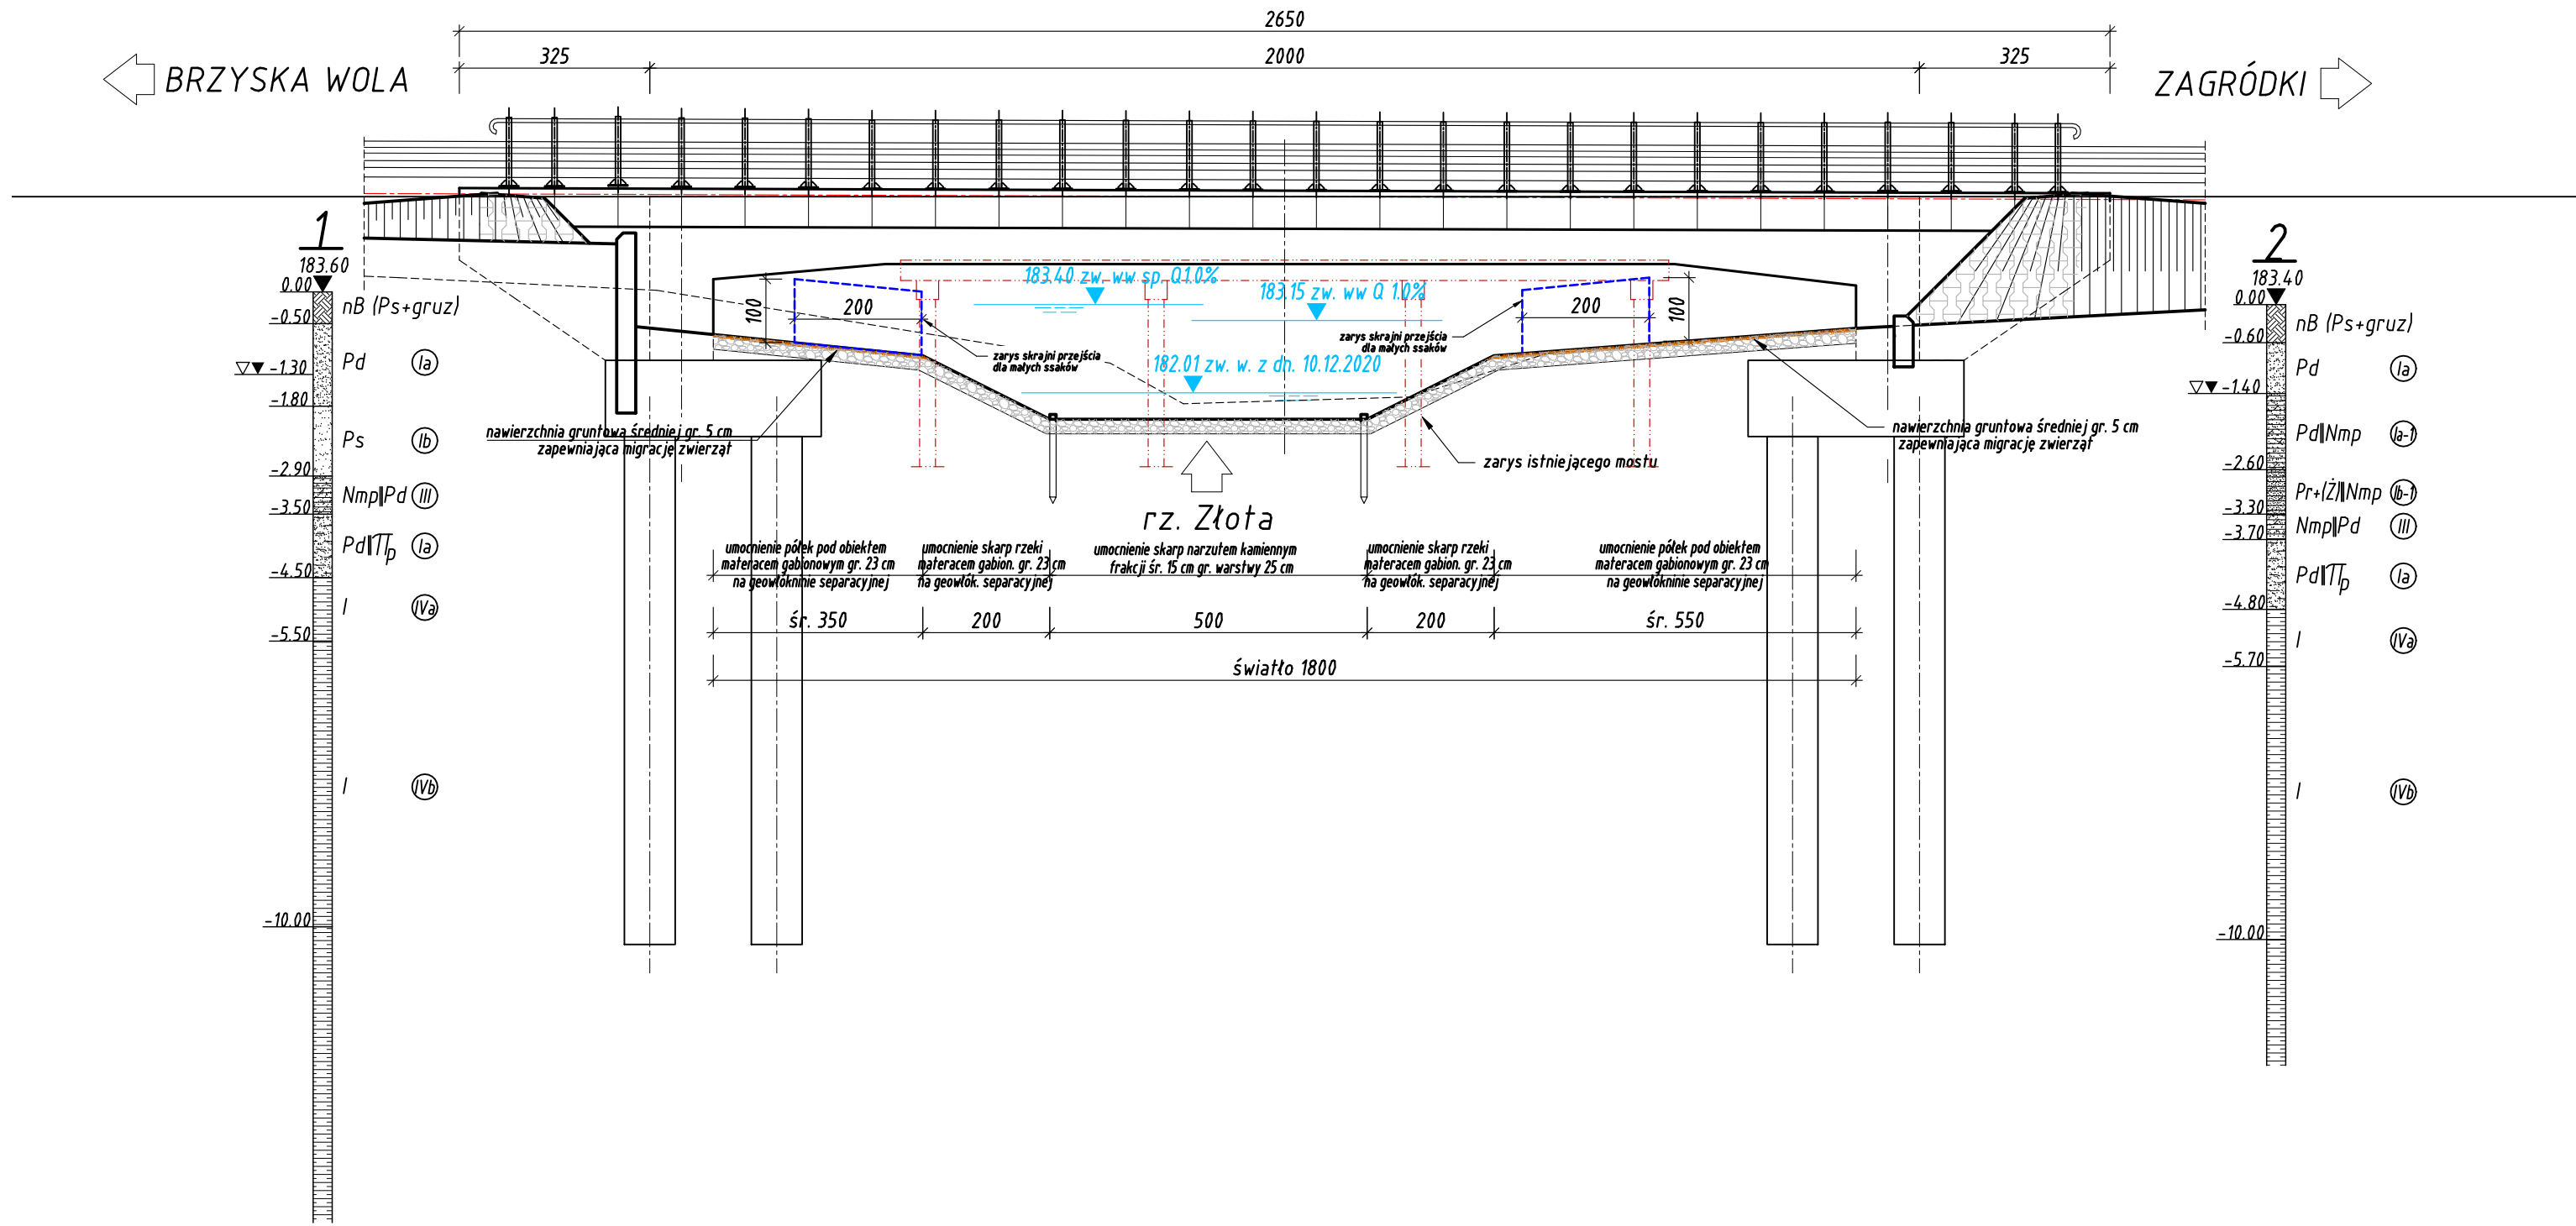 2650
325
2000
325
BRZYSKA WOLA
ZAGRÓDKI
1
183.60
0.00
nB (Ps+gruz)
-0.50
Pd
Ia
-1.30
-1.80
Ps
Ib
-2.90
Nmp||Pd
III
-3.50
Pd||πp
Ia
-4.50
I
IVa
-5.50
I
IVb
-10.00
183.40 zw. ww sp. Q1.0%
183.15 zw. ww Q 1.0%
182.01 zw. w. z dn. 10.12.2020
100
200
200
100
zarys skrajni przejścia
dla małych ssaków
zarys skrajni przejścia
dla małych ssaków
nawierzchnia gruntowa średniej gr. 5 cm
zapewniająca migrację zwierząt
nawierzchnia gruntowa średniej gr. 5 cm
zapewniająca migrację zwierząt
zarys istniejącego mostu
rz. Złota
umocnienie półek pod obiektem
materacem gabionowym gr. 23 cm
na geowłókninie separacyjnej
umocnienie skarp rzeki
materacem gabion. gr. 23 cm
na geowłók. separacyjnej
umocnienie skarp narzutem kamiennym
frakcji śr. 15 cm gr. warstwy 25 cm
umocnienie skarp rzeki
materacem gabion. gr. 23 cm
na geowłók. separacyjnej
umocnienie półek pod obiektem
materacem gabionowym gr. 23 cm
na geowłókninie separacyjnej
śr. 350
200
500
200
śr. 550
światło 1800
2
183.40
0.00
nB (Ps+gruz)
-0.60
Pd
Ia
-1.40
Pd||Nmp
Ia-1
-2.60
Pr+(Ż)||Nmp
Ib-1
-3.30
Nmp||Pd
III
-3.70
Pd||πp
Ia
-4.80
I
IVa
-5.70
I
IVb
-10.00